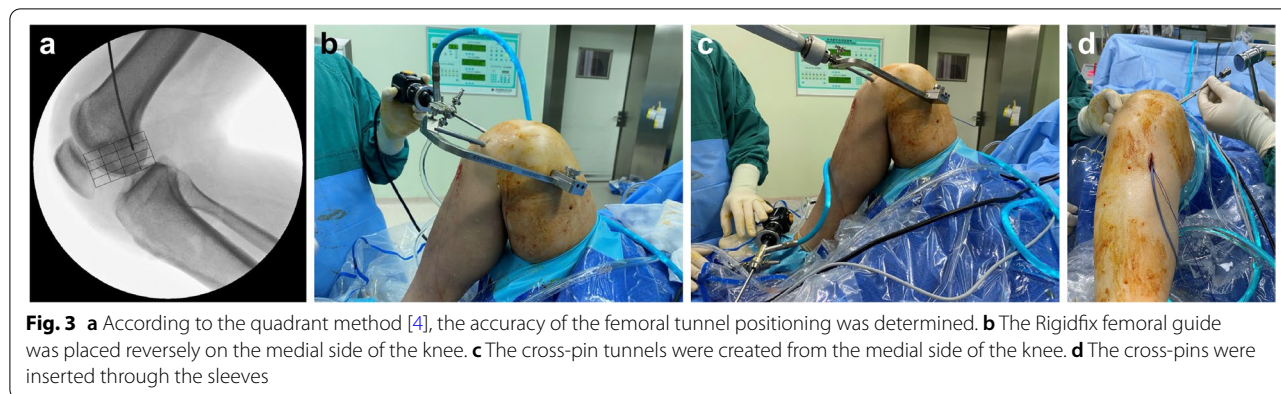 a
b
c
d
Fig. 3 a According to the quadrant method [4], the accuracy of the femoral tunnel positioning was determined. b The Rigidfix femoral guide
was placed reversely on the medial side of the knee. c The cross-pin tunnels were created from the medial side of the knee. d The cross-pins were
inserted through the sleeves